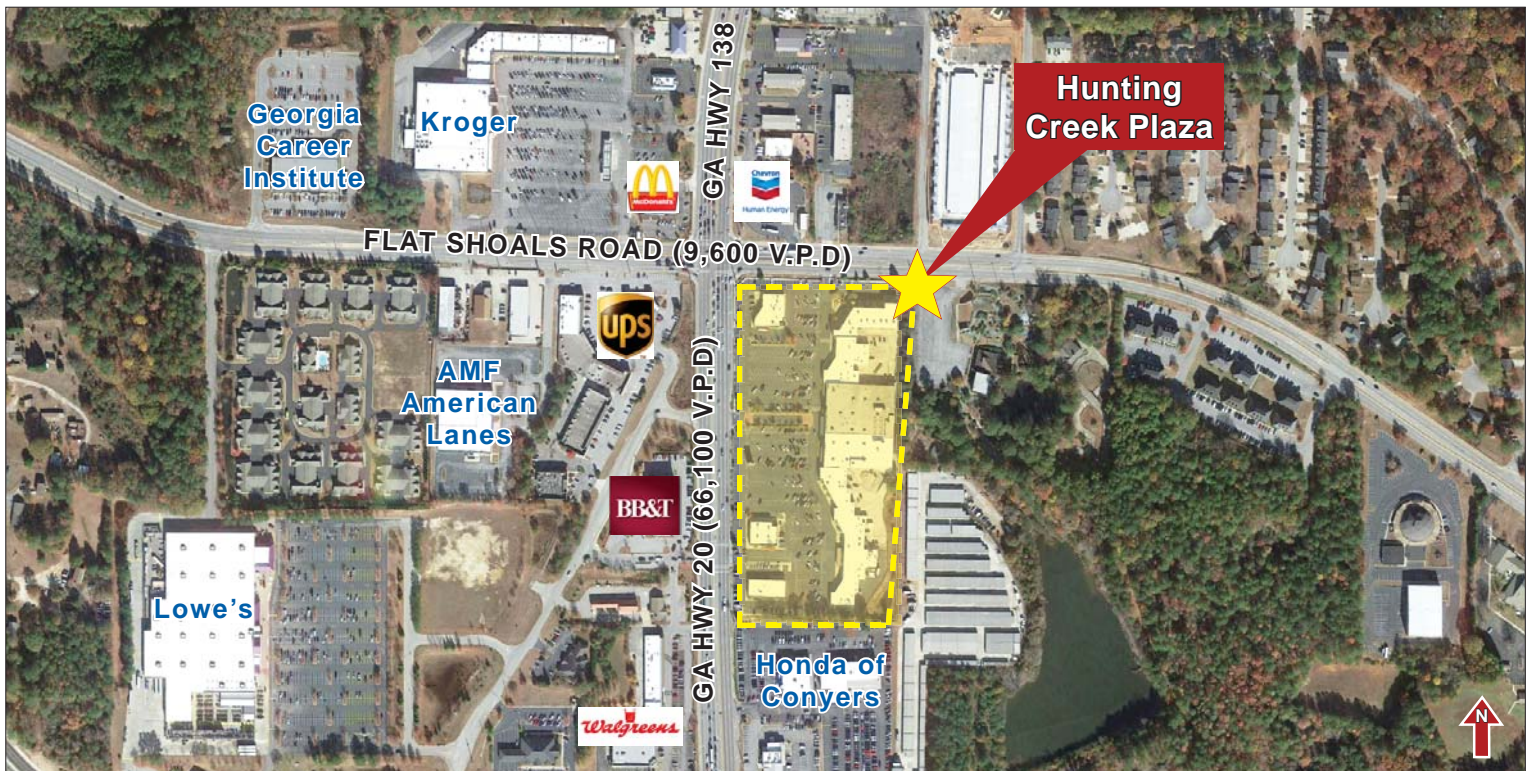 GA HWY 138
Hunting
Creek Plaza
Georgia
Career
Institute
Kroger
McDonald's
Chevron
Human Energy
FLAT SHOALS ROAD (9,600 V.P.D)
ups
AMF
American
Lanes
GA HWY 20 (66,100 V.P.D)
BB&T
Lowe's
Honda of
Conyers
Walgreens
N